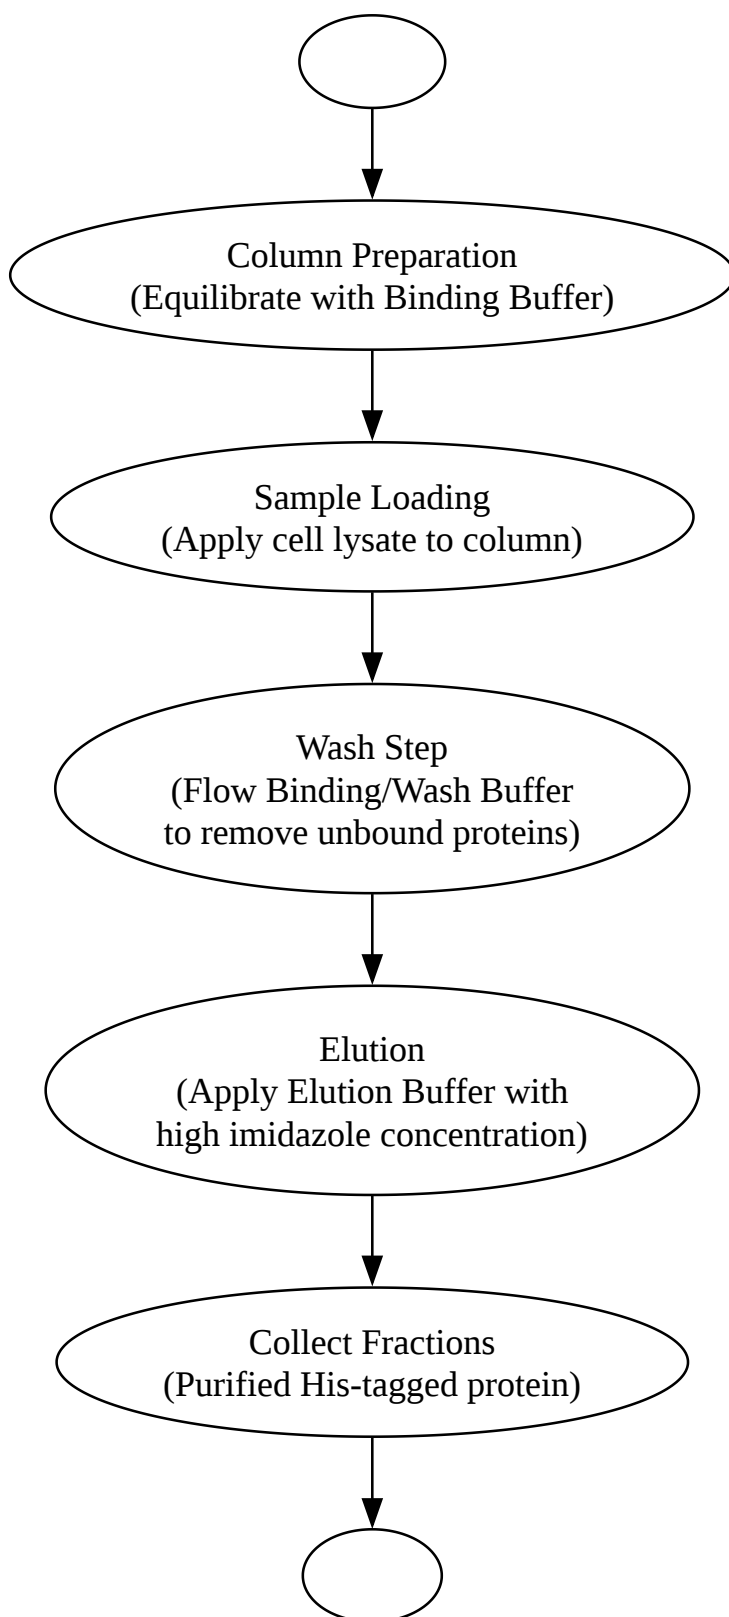 Column Preparation
(Equilibrate with Binding Buffer)
Sample Loading
(Apply cell lysate to column)
Wash Step
(Flow Binding/Wash Buffer
to remove unbound proteins)
Elution
(Apply Elution Buffer with
high imidazole concentration)
Collect Fractions
(Purified His-tagged protein)